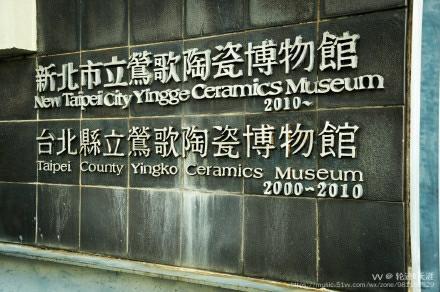 新北市立鶯歌陶瓷博物館
New Taipei City Yingge Ceramics Museum
2010~
台北縣立鶯歌陶瓷博物館
Taipei County Yingko Ceramics Museum
2000~2010